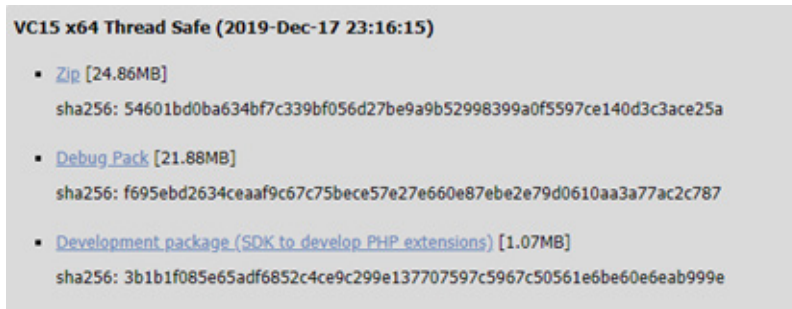 VC15 x64 Thread Safe (2019-Dec-17 23:16:15)
Zip [24.86MB]
sha256: 54601bd0ba634bf7c339bf056d27be9a9b52998399a0f5597ce140d3c3ace25a
Debug Pack [21.88MB]
sha256: f695ebd2634ceaaf9c67c75bece57e27e660e87ebe2e79d0610aa3a77ac2c787
Development package (SDK to develop PHP extensions) [1.07MB]
sha256: 3b1b1f085e65adf6852c4ce9c299e137707597c5967c50561e6be60e6eab999e